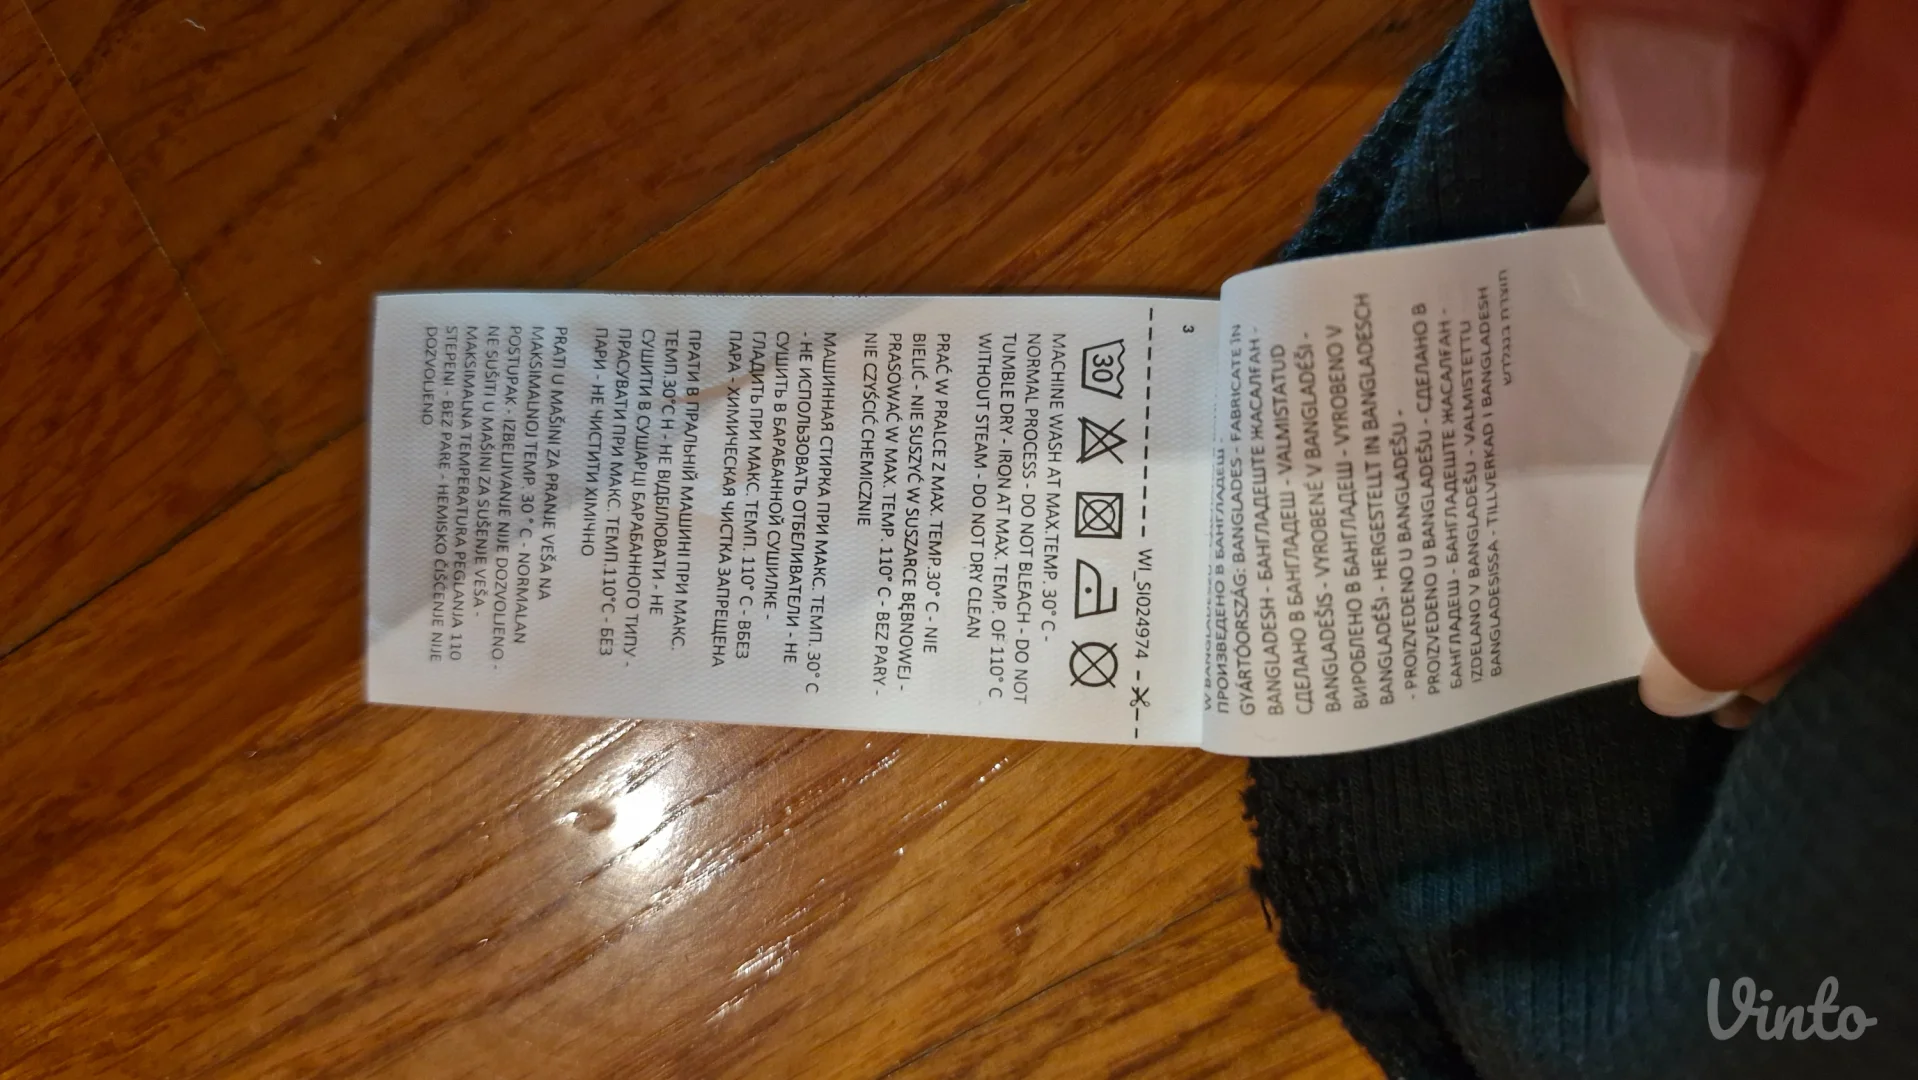 3
WI_SI024974
30
MACHINE WASH AT MAX.TEMP. 30° C -
NORMAL PROCESS - DO NOT BLEACH - DO NOT
TUMBLE DRY - IRON AT MAX. TEMP. OF 110° C
WITHOUT STEAM - DO NOT DRY CLEAN
PRAĆ W PRALCE Z MAX. TEMP.30° C - NIE
BIELIĆ - NIE SUSZYĆ W SUSZARCE BĘBNOWEJ -
PRASOWAĆ W MAX. TEMP. 110° C - BEZ PARY -
NIE CZYŚCIĆ CHEMICZNIE
МАШИННАЯ СТИРКА ПРИ МАКС. ТЕМП. 30° С
- НЕ ИСПОЛЬЗОВАТЬ ОТБЕЛИВАТЕЛИ - НЕ
СУШИТЬ В БАРАБАННОЙ СУШИЛКЕ -
ГЛАДИТЬ ПРИ МАКС. ТЕМП. 110° С - ВБЕЗ
ПАРА - ХИМИЧЕСКАЯ ЧИСТКА ЗАПРЕЩЕНА
ПРАТИ В ПРАЛЬНІЙ МАШИНІ ПРИ МАКС.
ТЕМП.30°С Н - НЕ ВІДБІЛЮВАТИ - НЕ
СУШИТИ В СУШАРЦІ БАРАБАННОГО ТИПУ -
ПРАСУВАТИ ПРИ МАКС. ТЕМП.110°С - БЕЗ
ПАРИ - НЕ ЧИСТИТИ ХІМІЧНО
PRATI U MAŠINI ZA PRANJE VEŠA NA
MAKSIMALNOJ TEMP. 30 ° C - NORMALAN
POSTUPAK - IZBELJIVANJE NIJE DOZVOLJENO -
NE SUŠITI U MAŠINI ZA SUŠENJE VEŠA -
MAKSIMALNA TEMPERATURA PEGLANJA 110
STEPENI - BEZ PARE - HEMISKO ČIŠĆENJE NIJE
DOZVOLJENO
ПРОИЗВЕДЕНО В БАНГЛАДЕШ -
GYÁRTÓORSZÁG: BANGLADES - FABRICATE IN
BANGLADESH - БАНГЛАДЕШТЕ ЖАСАЛҒАН -
СДЕЛАНО В БАНГЛАДЕШ - VALMISTATUD
BANGLADĒŠIS - VYROBENÉ V BANGLADÉŠI -
ВИРОБЛЕНО В БАНГЛАДЕШ - VYROBENO V
BANGLADÉŠI - HERGESTELLT IN BANGLADESCH
- PROIZVEDENO U BANGLADEŠU -
PROIZVEDENO U BANGLADEŠU - СДЕЛАНО В
БАНГЛАДЕШ - БАНГЛАДЕШТЕ ЖАСАЛҒАН -
IZDELANO V BANGLADEŠU - VALMISTETTU
BANGLADESISSA - TILLVERKAD I BANGLADESH
תוצרת בנגלדש
Vinto